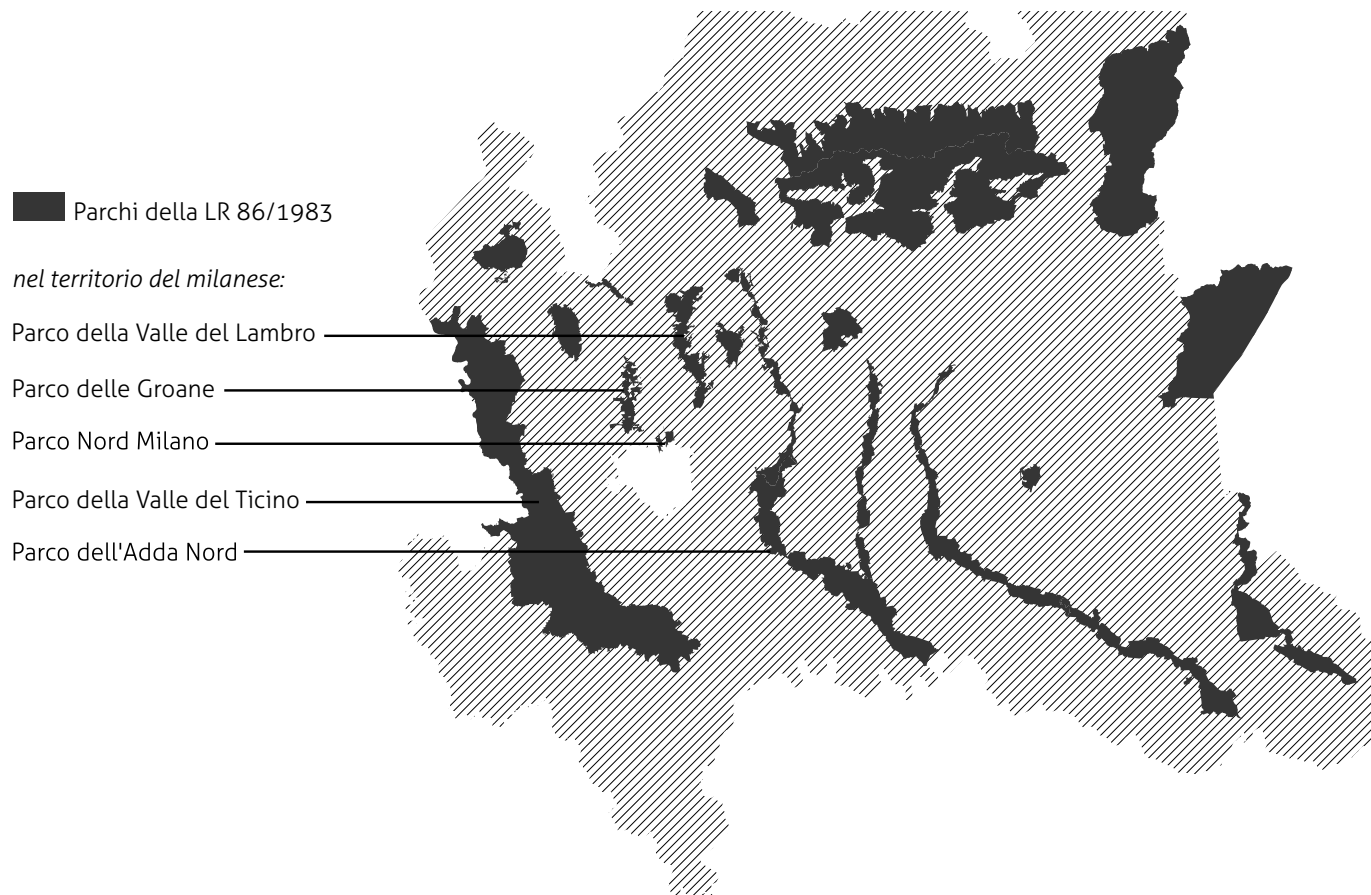 Parchi della LR 86/1983
nel territorio del milanese:
Parco della Valle del Lambro
Parco delle Groane
Parco Nord Milano
Parco della Valle del Ticino
Parco dell'Adda Nord